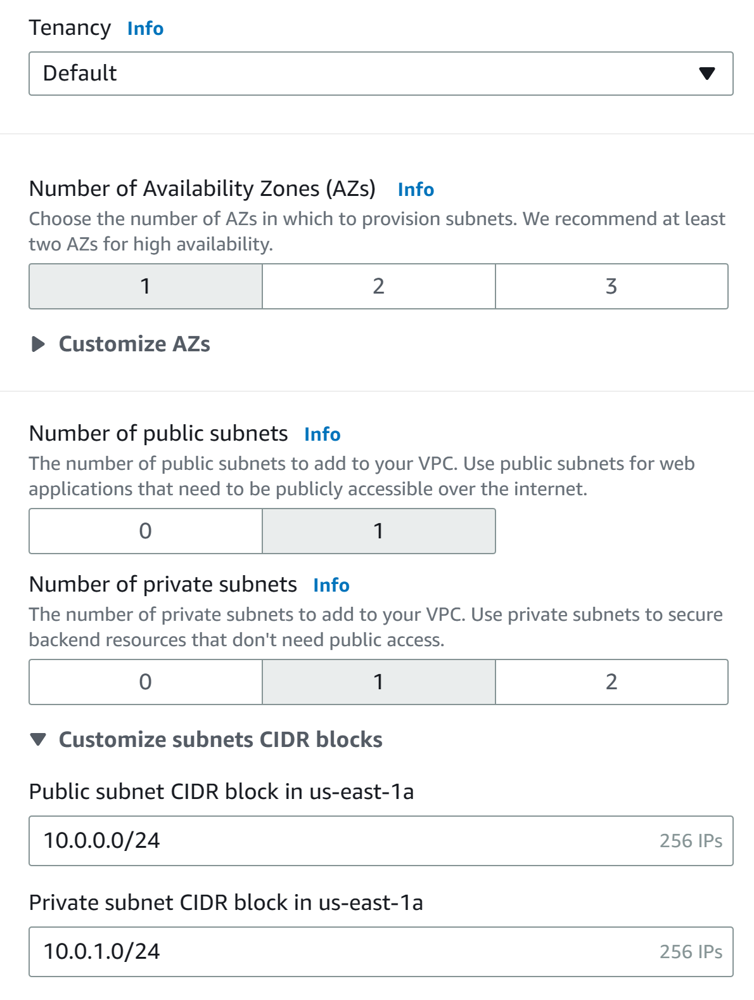 Tenancy Info
Default
Number of Availability Zones (AZs) Info
Choose the number of AZs in which to provision subnets. We recommend at least
two AZs for high availability.
1 2 3
Customize AZs
Number of public subnets Info
The number of public subnets to add to your VPC. Use public subnets for web
applications that need to be publicly accessible over the internet.
0 1
Number of private subnets Info
The number of private subnets to add to your VPC. Use private subnets to secure
backend resources that don't need public access.
0 1 2
Customize subnets CIDR blocks
Public subnet CIDR block in us-east-1a
10.0.0.0/24 256 IPs
Private subnet CIDR block in us-east-1a
10.0.1.0/24 256 IPs